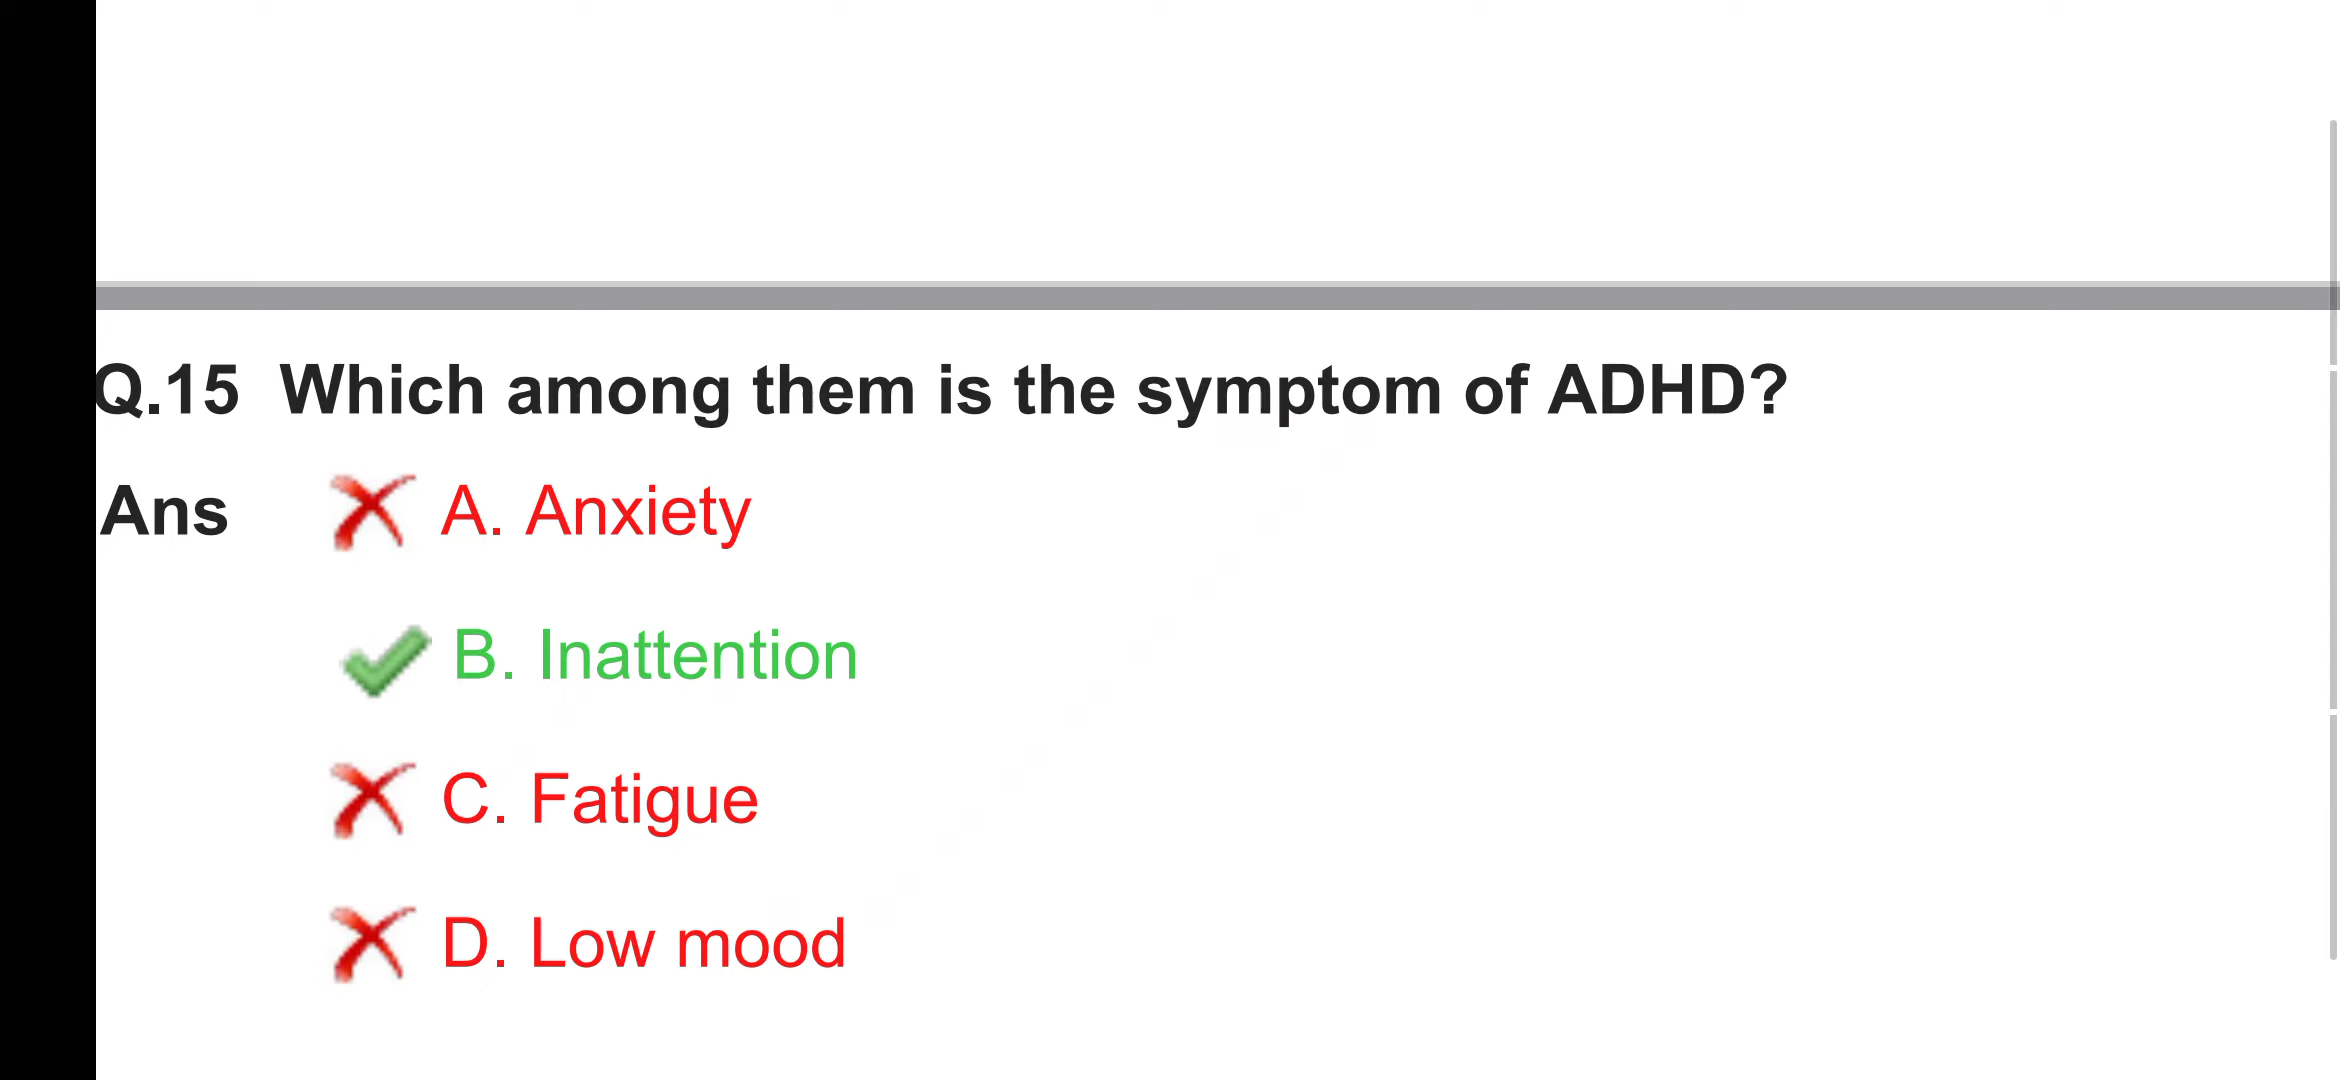 Q.15 Which among them is the symptom of ADHD?
Ans A. Anxiety
B. Inattention
C. Fatigue
D. Low mood